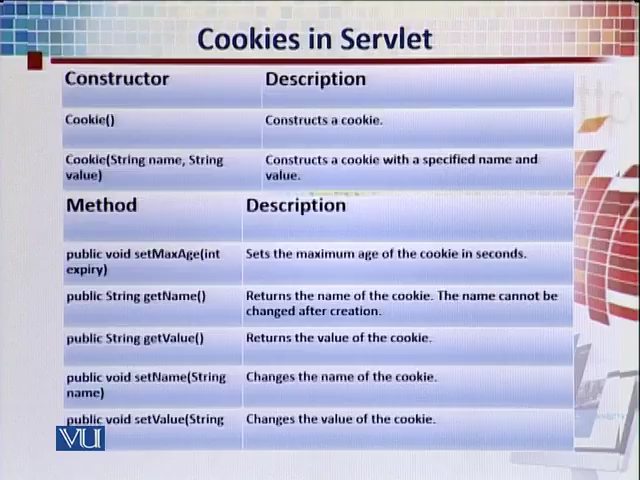 Cookies in Servlet
Constructor Description
Cookie() Constructs a cookie.
Cookie(String name, String Constructs a cookie with a specified name and
value) value.
Method Description
public void setMaxAge(int Sets the maximum age of the cookie in seconds.
expiry)
public String getName() Returns the name of the cookie. The name cannot be
changed after creation.
public String getValue() Returns the value of the cookie.
public void setName(String Changes the name of the cookie.
name)
public void setValue(String Changes the value of the cookie.
VU